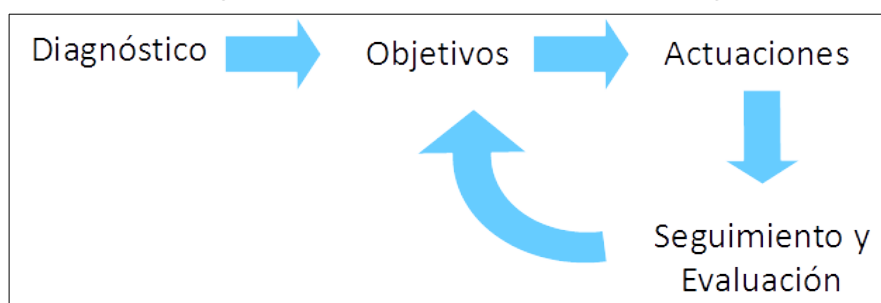 Diagnóstico
Objetivos
Actuaciones
Seguimiento y
Evaluación